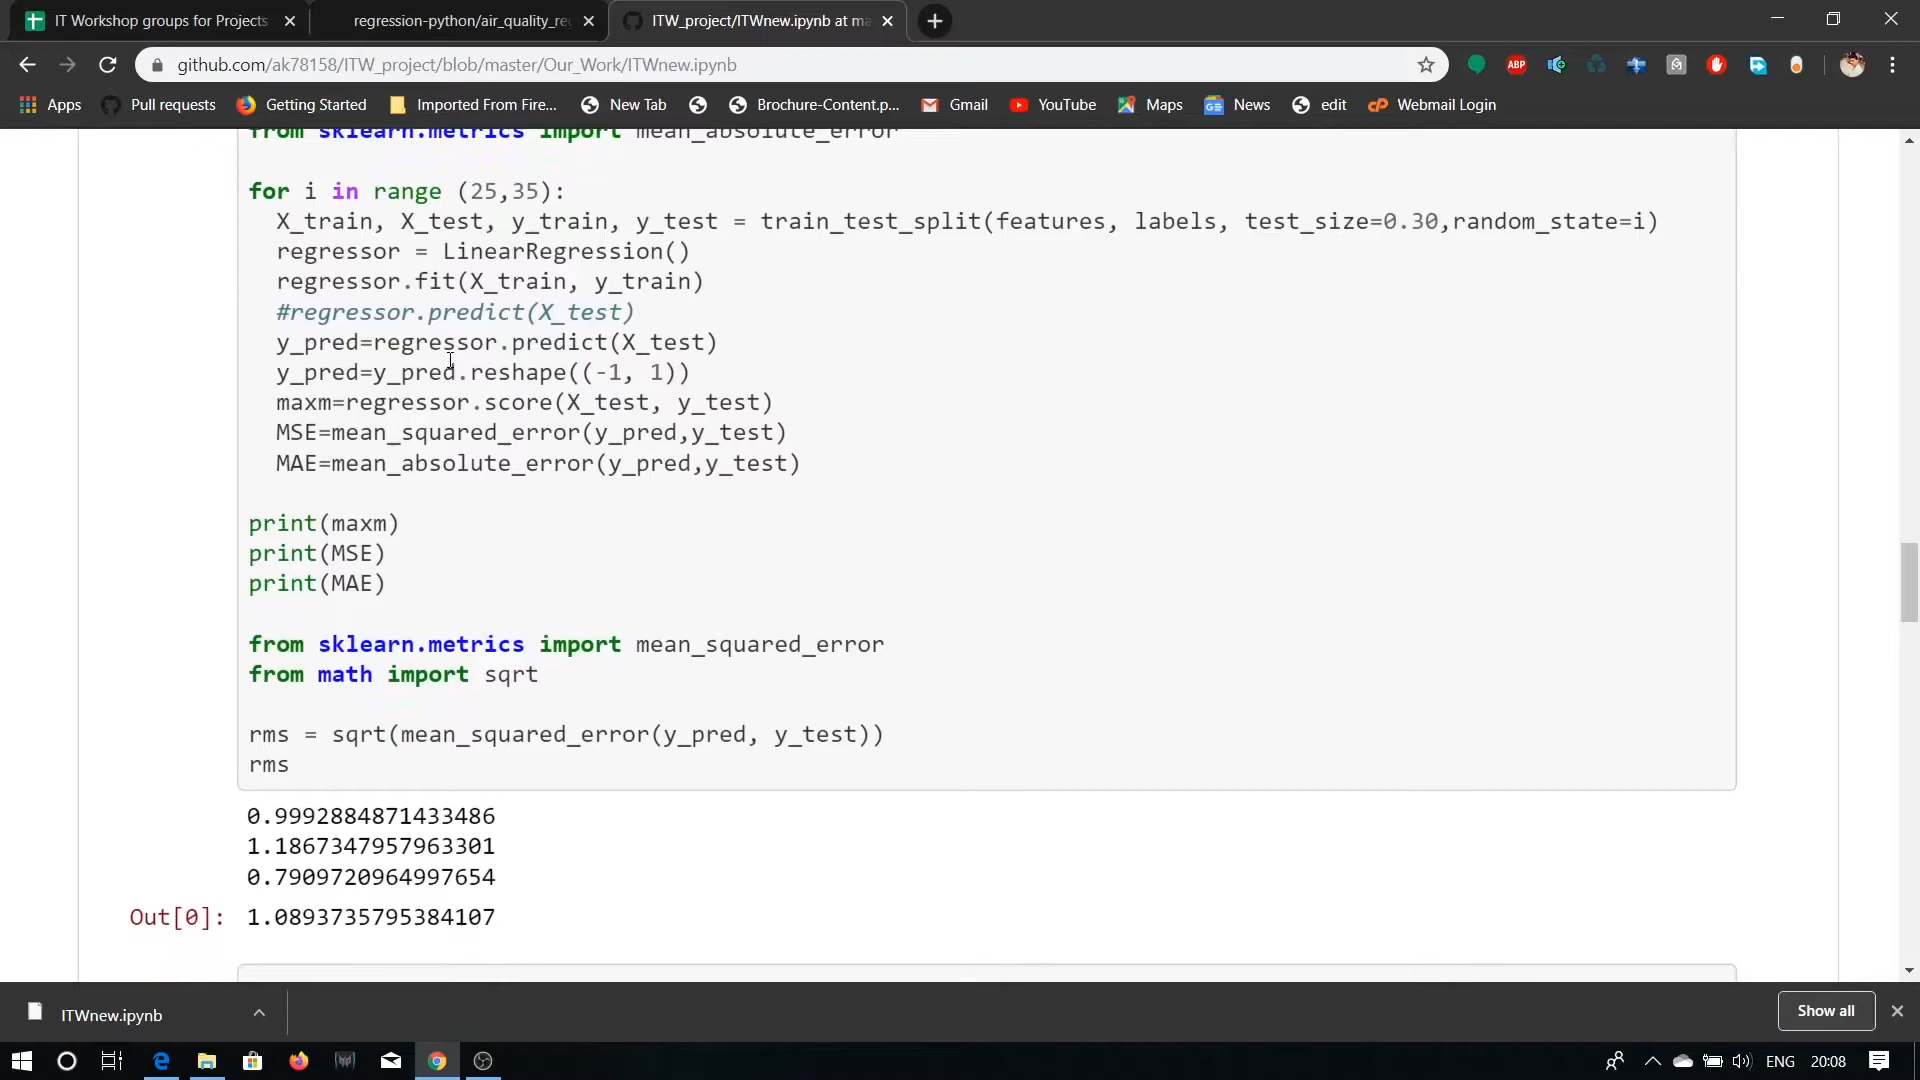 IT Workshop groups for Projects
regression-python/air_quality_re
ITW_project/ITWnew.ipynb at ma
github.com/ak78158/ITW_project/blob/master/Our_Work/ITWnew.ipynb
ABP
Apps
Pull requests
Getting Started
Imported From Fire...
New Tab
Brochure-Content.p...
Gmail
YouTube
Maps
News
edit
Webmail Login
from sklearn.metrics import mean_absolute_error
for i in range (25,35):
X_train, X_test, y_train, y_test = train_test_split(features, labels, test_size=0.30,random_state=i)
regressor = LinearRegression()
regressor.fit(X_train, y_train)
#regressor.predict(X_test)
y_pred=regressor.predict(X_test)
y_pred=y_pred.reshape((-1, 1))
maxm=regressor.score(X_test, y_test)
MSE=mean_squared_error(y_pred,y_test)
MAE=mean_absolute_error(y_pred,y_test)
print(maxm)
print(MSE)
print(MAE)
from sklearn.metrics import mean_squared_error
from math import sqrt
rms = sqrt(mean_squared_error(y_pred, y_test))
rms
0.9992884871433486
1.1867347957963301
0.7909720964997654
Out[0]: 1.0893735795384107
ITWnew.ipynb
Show all
ENG
20:08